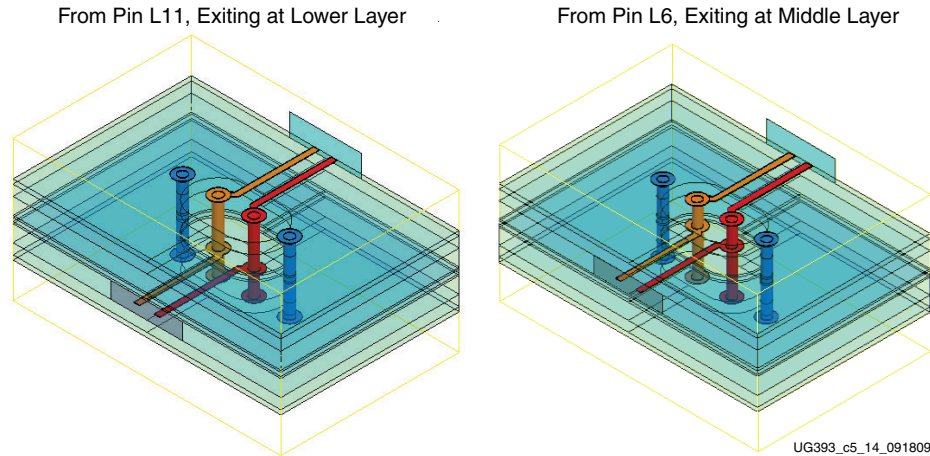 From Pin L11, Exiting at Lower Layer
From Pin L6, Exiting at Middle Layer
UG393_c5_14_091809